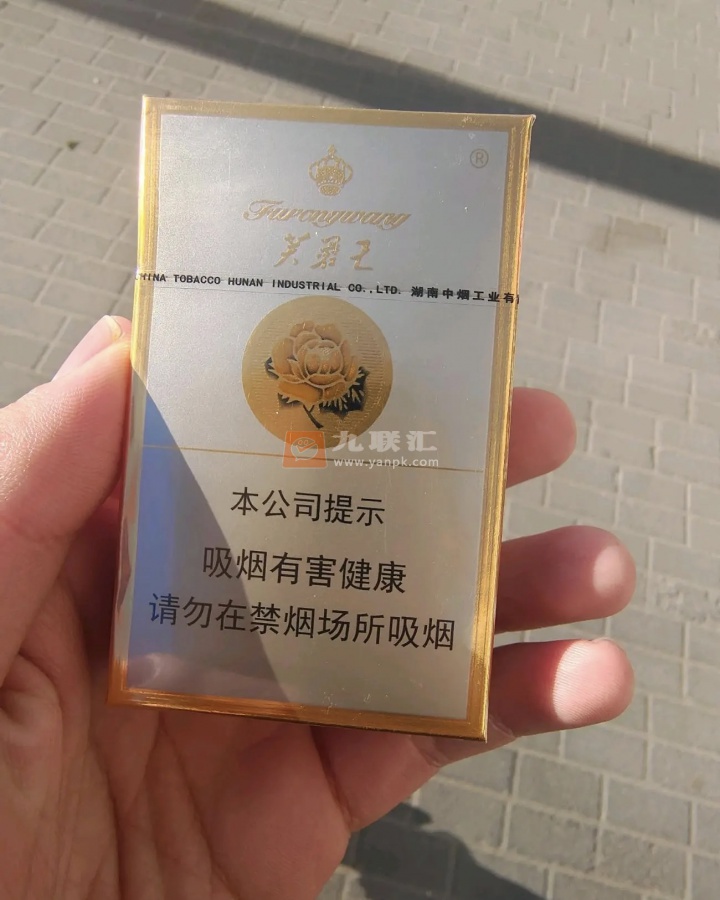 ®
Furongwang
芙蓉王
HINA TOBACCO HUNAN INDUSTRIAL CO.,LTD. 湖南中烟工业有
九联汇
www.yanpk.com
本公司提示
吸烟有害健康
请勿在禁烟场所吸烟